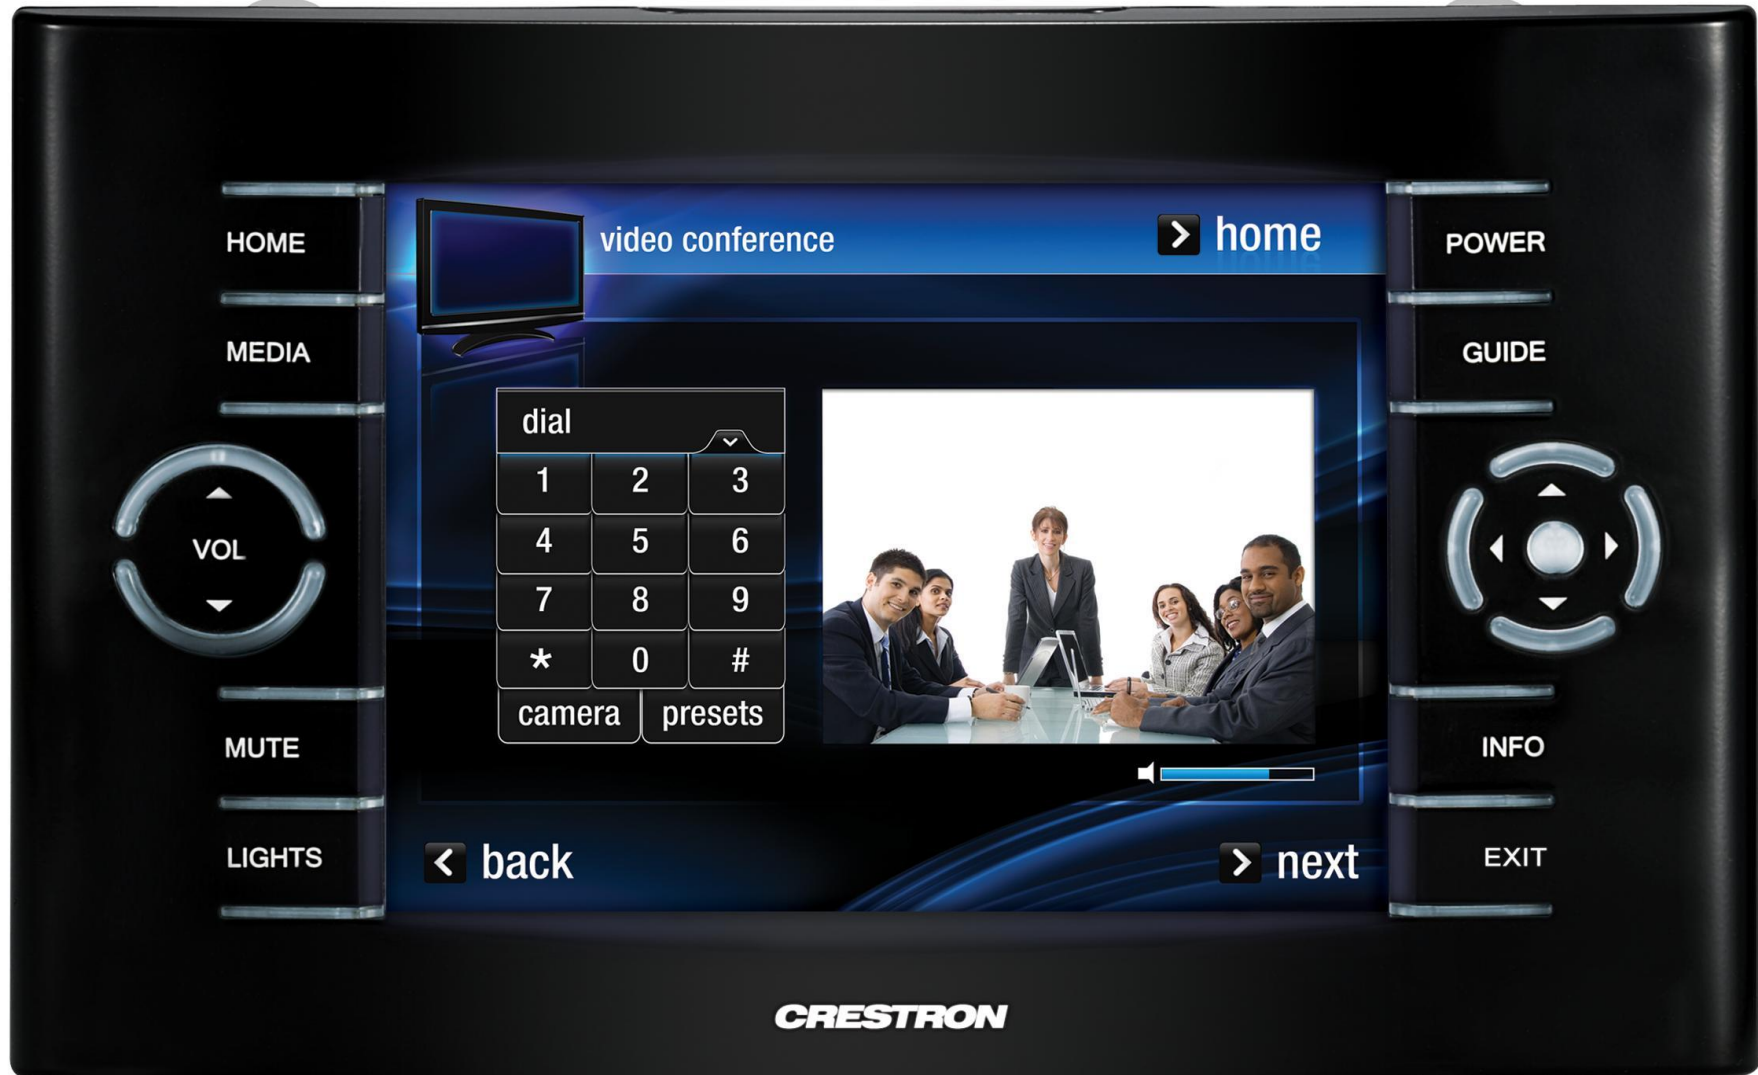 HOME
MEDIA
VOL
MUTE
LIGHTS
video conference
home
dial
1 2 3
4 5 6
7 8 9
* 0 #
camera presets
back
next
POWER
GUIDE
INFO
EXIT
CRESTRON